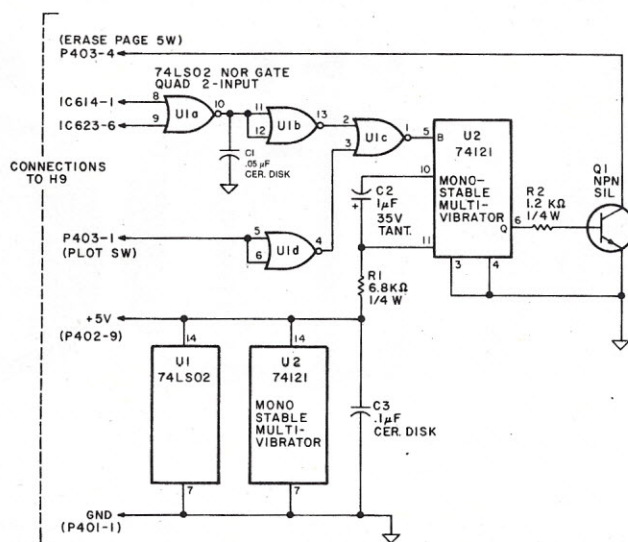 (ERASE PAGE SW)
P403-4
74LS02 NOR GATE
QUAD 2-INPUT
IC614-1
8
U1a
10
11
12
U1b
13
2
3
U1c
1
5
B
U2
74121
IC623-6
9
C1
.05µF
CER. DISK
10
MONO-
STABLE
MULTI-
VIBRATOR
Q
6
R2
1.2 KΩ
1/4W
Q1
NPN
SIL
CONNECTIONS
TO H9
C2
1µF
35V
TANT.
+
11
3
4
P403-1
(PLOT SW)
5
6
U1d
4
R1
6.8KΩ
1/4 W
+5V
(P402-9)
14
U1
74LS02
7
14
U2
74121
MONO
STABLE
MULTI-
VIBRATOR
7
C3
.1µF
CER. DISK
GND
(P401-1)